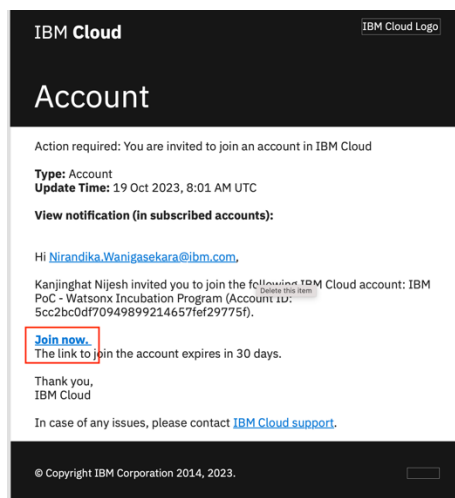 IBM Cloud
IBM Cloud Logo
Account
Action required: You are invited to join an account in IBM Cloud
Type: Account
Update Time: 19 Oct 2023, 8:01 AM UTC
View notification (in subscribed accounts):
Hi Nirandika.Wanigasekara@ibm.com,
Kanjinghat Nijesh invited you to join the following IBM Cloud account: IBM
Delete this item
PoC - Watsonx Incubation Program (Account ID:
5cc2bc0df70949899214657fef29775f).
Join now.
The link to join the account expires in 30 days.
Thank you,
IBM Cloud
In case of any issues, please contact IBM Cloud support.
© Copyright IBM Corporation 2014, 2023.